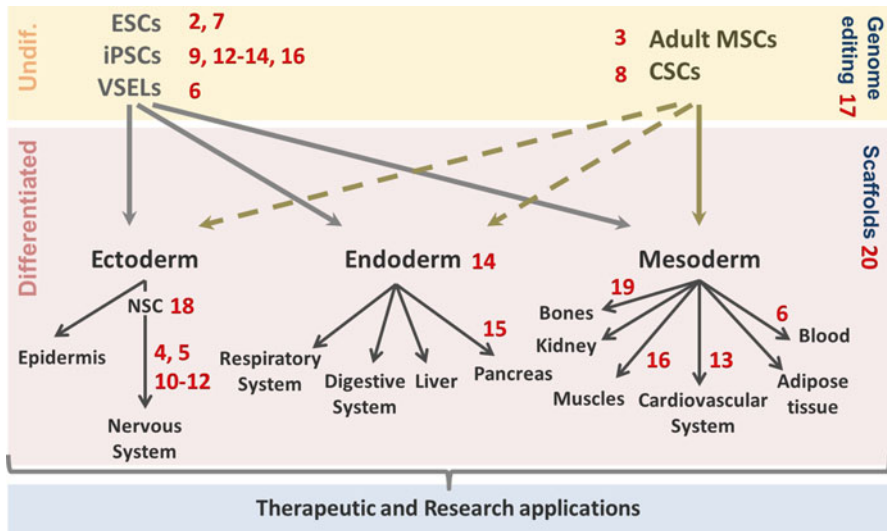 Undif.
ESCs 2, 7
iPSCs 9, 12-14, 16
VSELs 6
3 Adult MSCs
8 CSCs
Genome
editing 17
Differentiated
Scaffolds 20
Ectoderm
Endoderm 14
Mesoderm
NSC 18
Epidermis
4, 5
10-12
Nervous
System
Respiratory
System
Digestive
System
Liver
15
Pancreas
19
Bones
Kidney
16
Muscles
13
Cardiovascular
System
6
Blood
Adipose
tissue
Therapeutic and Research applications